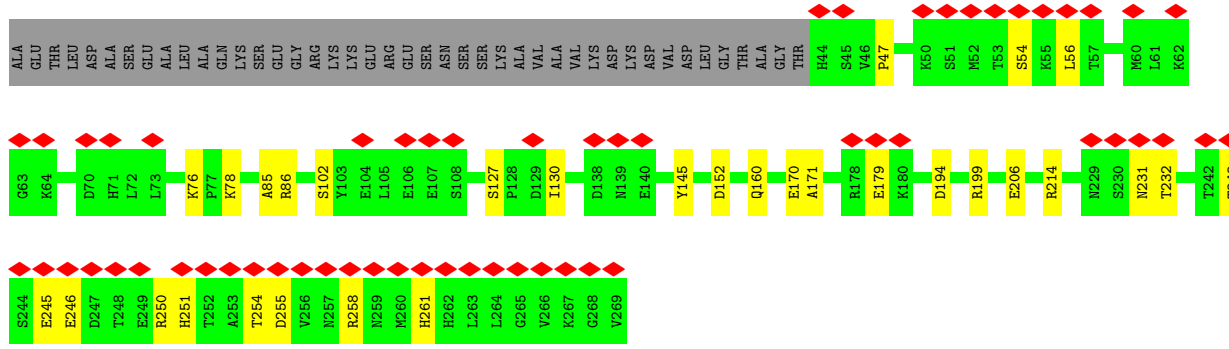 ALA GLU THR LEU ASP ALA SER GLU ALA LEU ALA GLN LYS SER GLU GLY ARG LYS LYS GLU ARG GLU SER ASN SER SER LYS ALA VAL ALA VAL LYS ASP LYS ASP VAL ASP LEU GLY THR ALA GLY THR H44 S45 V46 P47 K50 S51 M52 T53 S54 K55 L56 T57 M60 L61 K62
G63 K64 D70 H71 L72 L73 K76 P77 K78 A85 R86 S102 Y103 E104 L105 E106 E107 S108 S127 P128 D129 I130 D138 N139 E140 Y145 D152 Q160 E170 A171 R178 E179 K180 D194 R199 E206 R214 N229 S230 N231 T232 T242
S244 E245 E246 D247 T248 E249 R250 H251 T252 A253 T254 D255 V256 N257 R258 N259 M260 H261 H262 L263 L264 G265 V266 K267 G268 V269